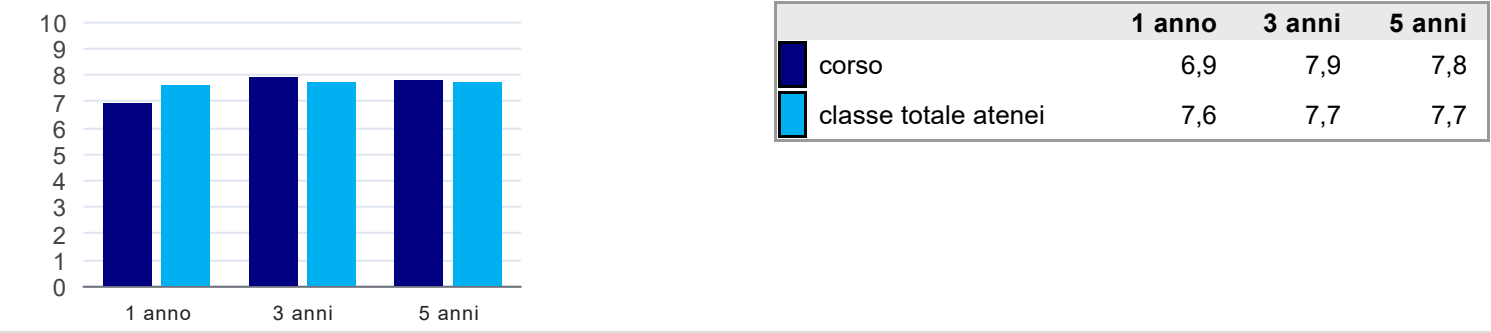 10
9
8
7
6
5
4
3
2
1
0
1 anno 3 anni 5 anni
1 anno 3 anni 5 anni
corso 6,9 7,9 7,8
classe totale atenei 7,6 7,7 7,7